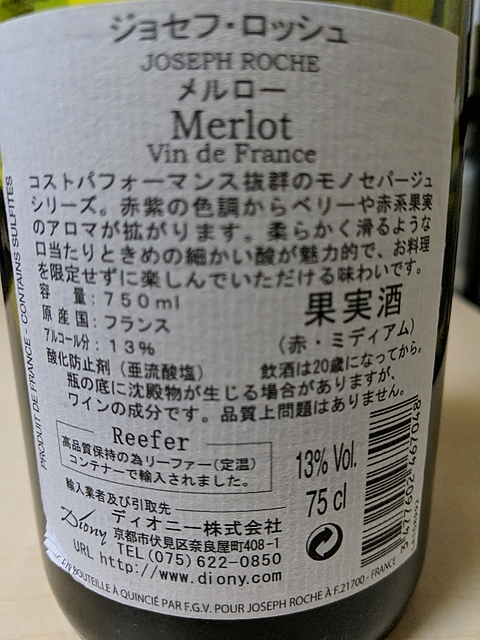 ジョセフ・ロッシュ
JOSEPH ROCHE
メルロー
Merlot
Vin de France
コストパフォーマンス抜群のモノセパージュ
シリーズ。赤紫の色調からベリーや赤系果実
のアロマが拡がります。柔らかく滑るような
口当たりときめの細かい酸が魅力的で、お料理
を限定せずに楽しんでいただける味わいです。
容 量:750ml
原産国:フランス
アルコール分:13%
酸化防止剤(亜硫酸塩)
果実酒
(赤・ミディアム)
飲酒は20歳になってから。
瓶の底に沈殿物が生じる場合がありますが、
ワインの成分です。品質上問題はありません。
Reefer
高品質保持の為リーファー(定温)
コンテナーで輸入されました。
13% Vol.
75 cl
輸入業者及び引取先
Diony ディオニー株式会社
京都市伏見区奈良屋町408-1
TEL(075)622-0850
URL http://www.diony.com
EN BOUTEILLE À QUINCIÉ PAR F.G.V. POUR JOSEPH ROCHE À F.21700 - FRANCE
PRODUIT DE FRANCE - CONTAINS SULFITES